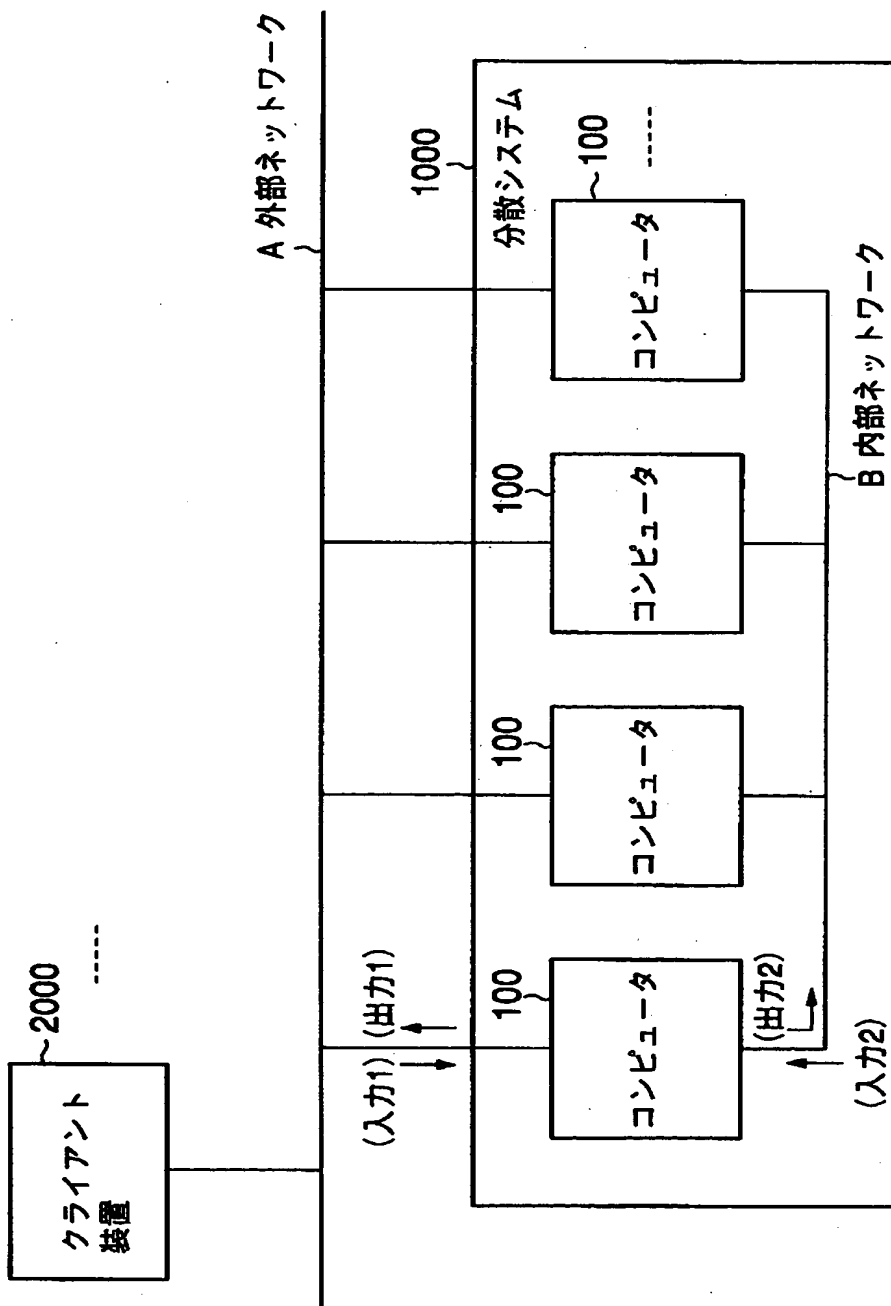 2000
クライアント
装置
-----
A 外部ネットワーク
(入力1)
(出力1)
1000
分散システム
100
コンピュータ
100
コンピュータ
100
コンピュータ
100
コンピュータ
-----
(出力2)
(入力2)
B 内部ネットワーク